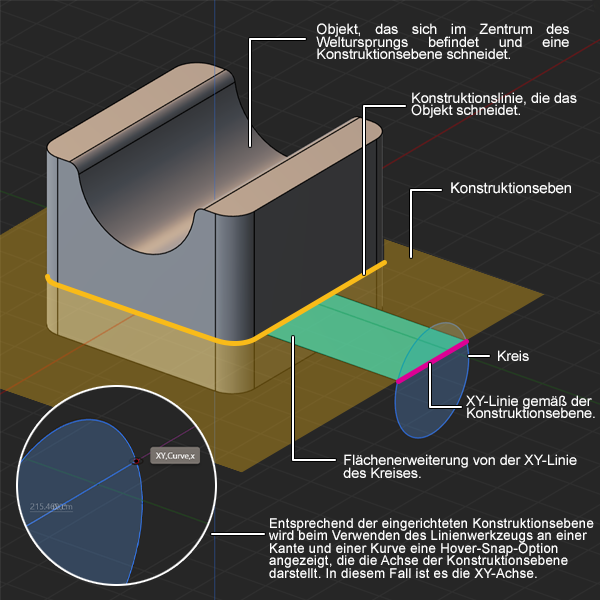 Objekt, das sich im Zentrum des
Weltursprungs befindet und eine
Konstruktionsebene schneidet.
Konstruktionslinie, die das
Objekt schneidet.
Konstruktionseben
Kreis
XY-Linie gemäß der
Konstruktionsebene.
Flächenerweiterung von der XY-Linie
des Kreises.
XY,Curve,x
Entsprechend der eingerichteten Konstruktionsebene
wird beim Verwenden des Linienwerkzeugs an einer
Kante und einer Kurve eine Hover-Snap-Option
angezeigt, die die Achse der Konstruktionsebene
darstellt. In diesem Fall ist es die XY-Achse.